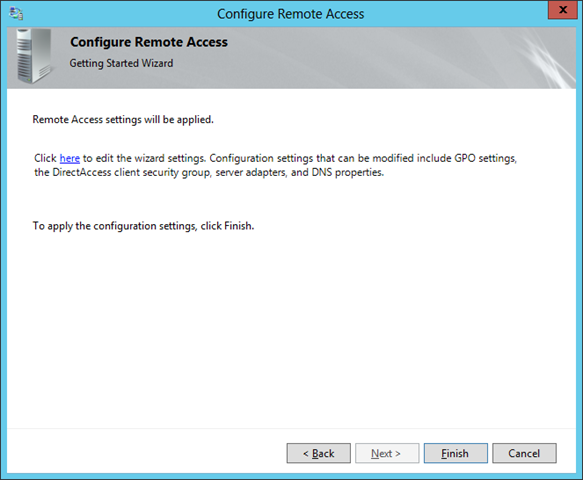 Configure Remote Access
X
Configure Remote Access
Getting Started Wizard
Remote Access settings will be applied.
Click here to edit the wizard settings. Configuration settings that can be modified include GPO settings,
the DirectAccess client security group, server adapters, and DNS properties.
To apply the configuration settings, click Finish.
< Back
Next >
Finish
Cancel